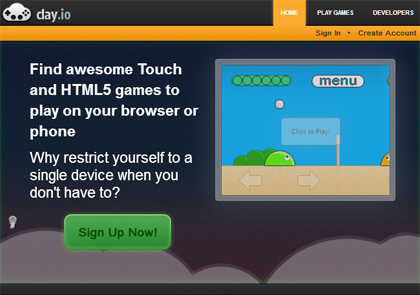 clay.io
HOME PLAY GAMES DEVELOPERS
Sign In • Create Account
Find awesome Touch
and HTML5 games to
play on your browser or
phone
Why restrict yourself to a
single device when you
don't have to?
Sign Up Now!
menu
Click to Play!